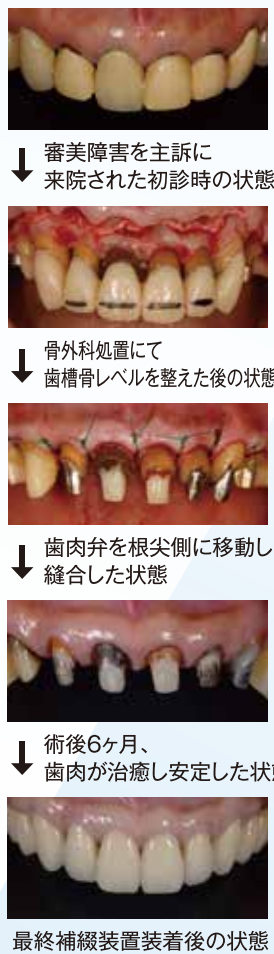 審美障害を主訴に
来院された初診時の状態
骨外科処置にて
歯槽骨レベルを整えた後の状態
歯肉弁を根尖側に移動し
縫合した状態
術後6ヶ月、
歯肉が治癒し安定した状態
最終補綴装置装着後の状態